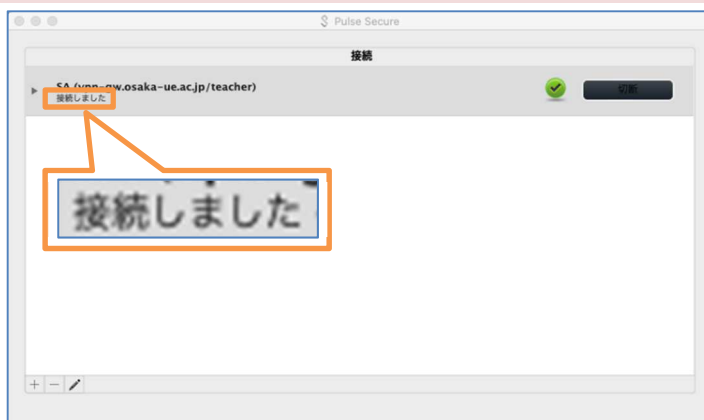 Pulse Secure
接続
SA (vpn-gw.osaka-ue.ac.jp/teacher)
接続しました
切断
接続しました